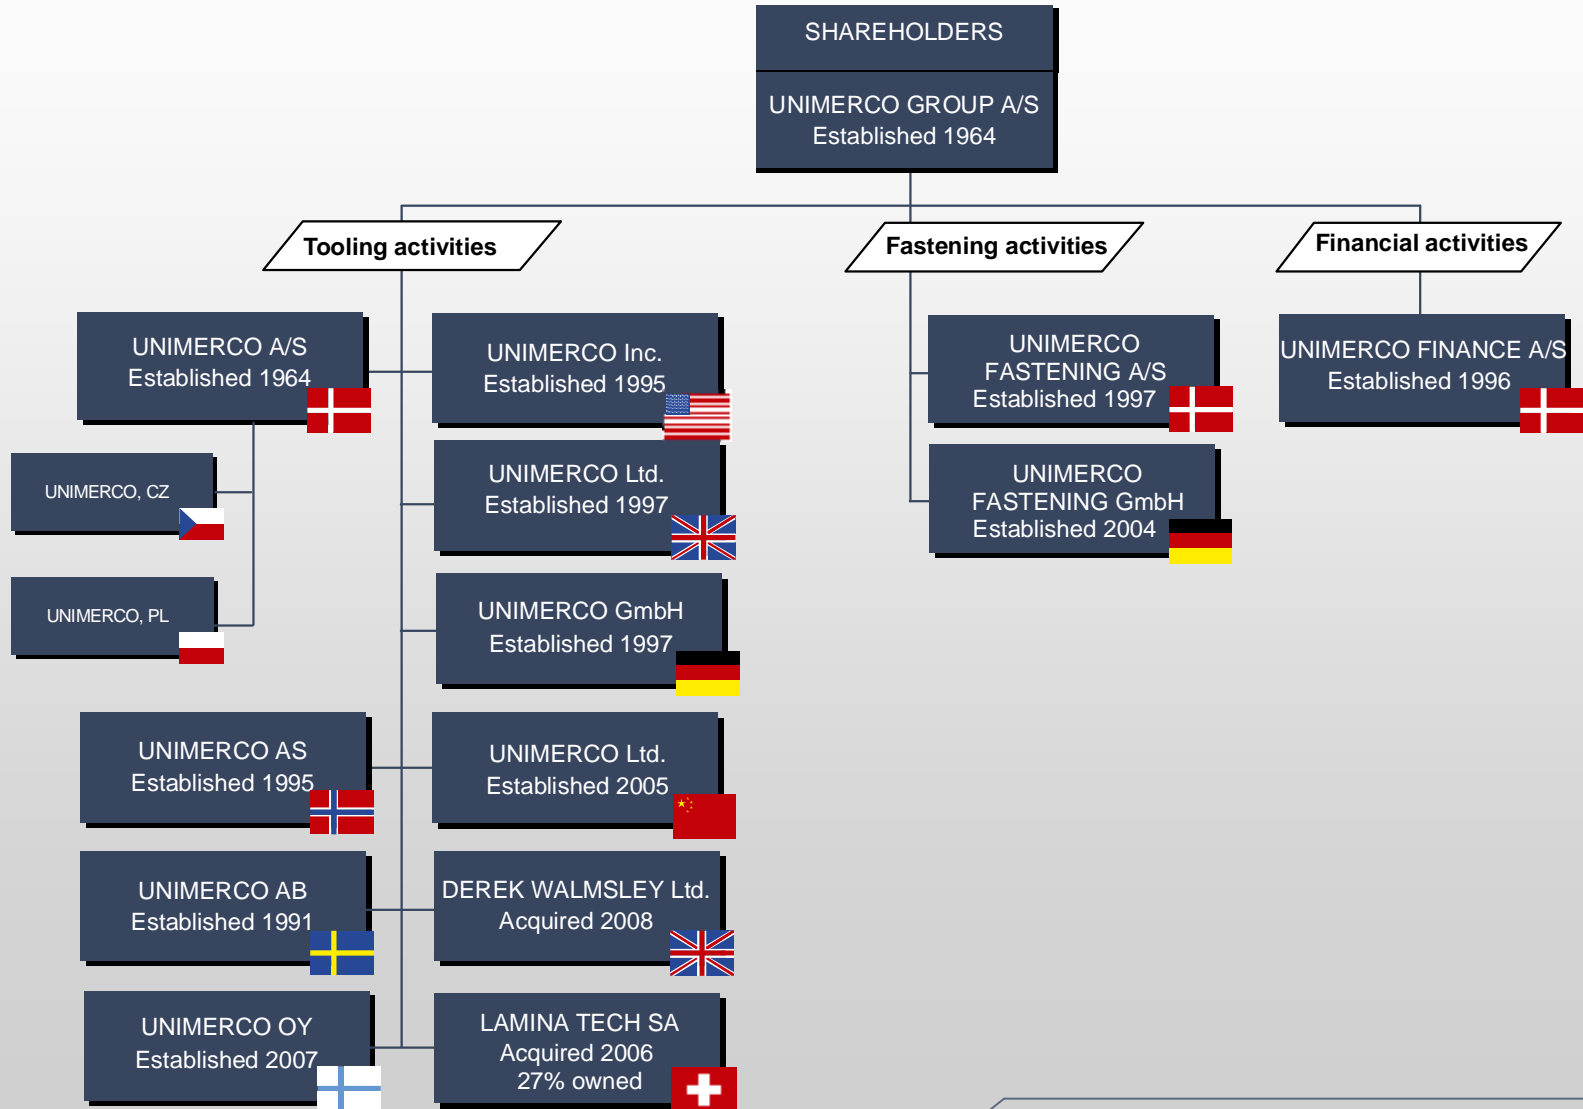 SHAREHOLDERS
UNIMERCO GROUP A/S
Established 1964
Tooling activities
Fastening activities
Financial activities
UNIMERCO A/S
Established 1964
UNIMERCO Inc.
Established 1995
UNIMERCO
FASTENING A/S
Established 1997
UNIMERCO FINANCE A/S
Established 1996
UNIMERCO, CZ
UNIMERCO Ltd.
Established 1997
UNIMERCO
FASTENING GmbH
Established 2004
UNIMERCO, PL
UNIMERCO GmbH
Established 1997
UNIMERCO AS
Established 1995
UNIMERCO Ltd.
Established 2005
UNIMERCO AB
Established 1991
DEREK WALMSLEY Ltd.
Acquired 2008
UNIMERCO OY
Established 2007
LAMINA TECH SA
Acquired 2006
27% owned